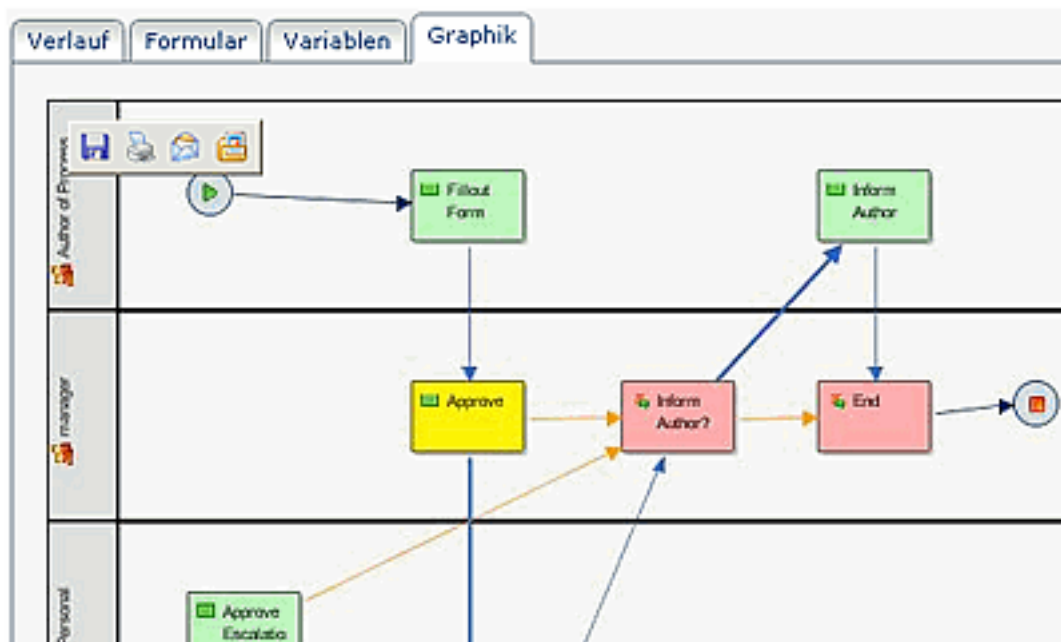 Verlauf
Formular
Variablen
Graphik
Author of Process
Fillout
Form
Inform
Author
manager
Approve
Inform
Author?
End
Personal
Approve
Escalatio